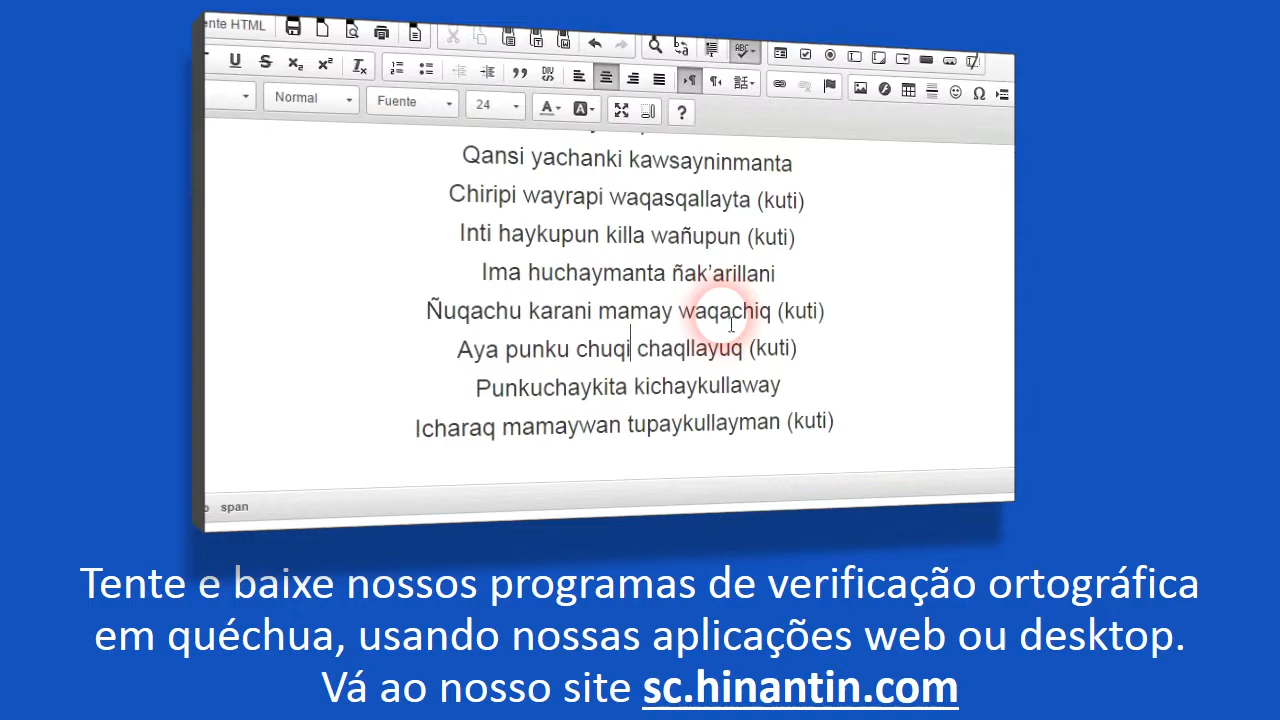 ente HTML
Normal Fuente 24
Qansi yachanki kawsayninmanta
Chiripi wayrapi waqasqallayta (kuti)
Inti haykupun killa wañupun (kuti)
Ima huchaymanta ñak’arillani
Ñuqachu karani mamay waqachiq (kuti)
Aya punku chuqi chaqllayuq (kuti)
Punkuchaykita kichaykullaway
Icharaq mamaywan tupaykullayman (kuti)
span
Tente e baixe nossos programas de verificação ortográfica
em quéchua, usando nossas aplicações web ou desktop.
Vá ao nosso site sc.hinantin.com